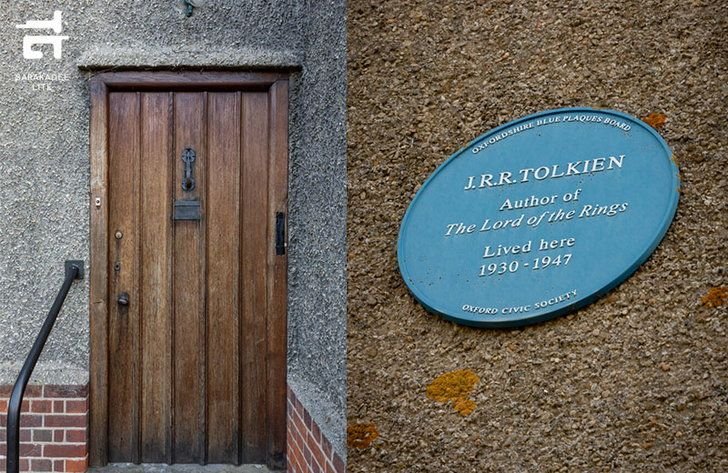 BARAKADEE
LITE
OXFORDSHIRE BLUE PLAQUES BOARD
J.R.R.TOLKIEN
Author of
The Lord of the Rings
Lived here
1930 - 1947
OXFORD CIVIC SOCIETY